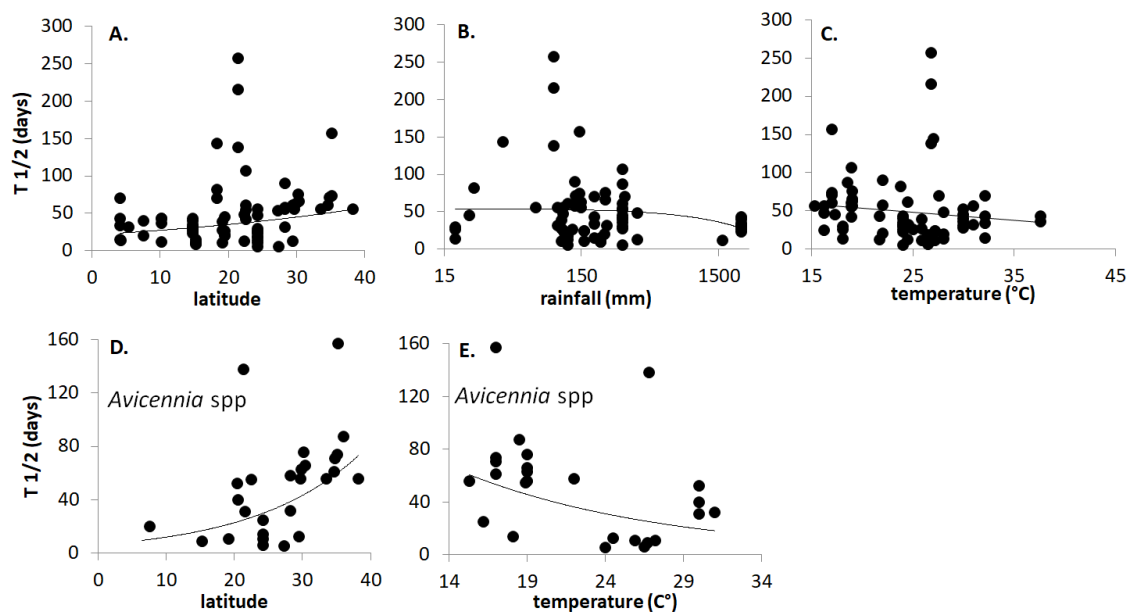 A.
B.
C.
T 1/2 (days)
300
250
200
150
100
50
0
0 10 20 30 40
latitude
300
250
200
150
100
50
0
15 150 1500
rainfall (mm)
300
250
200
150
100
50
0
15 25 35 45
temperature (°C)
D.
E.
Avicennia spp
Avicennia spp
T 1/2 (days)
160
120
80
40
0
0 10 20 30 40
latitude
160
120
80
40
0
14 19 24 29 34
temperature (C°)